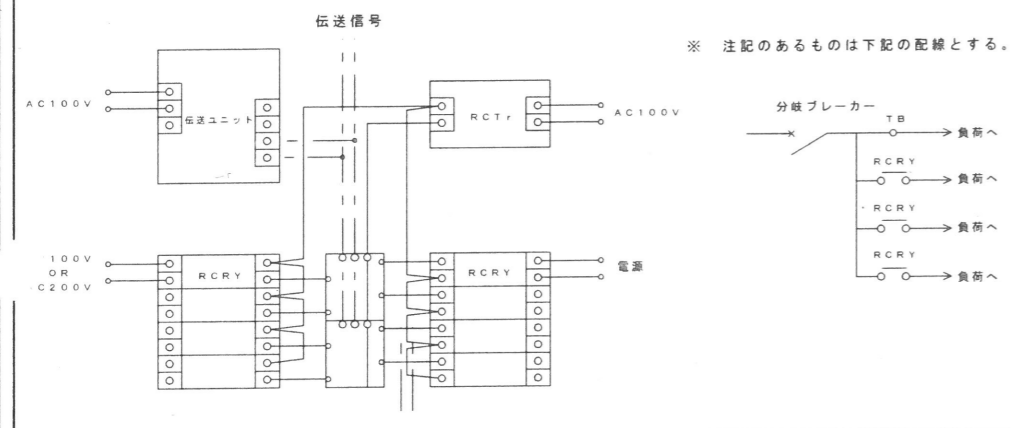 伝送信号
※ 注記のあるものは下記の配線とする。
AC100V
伝送ユニット
RCTr
AC100V
分岐ブレーカー
TB
負荷へ
RCRY
負荷へ
RCRY
負荷へ
RCRY
負荷へ
100V
OR
C200V
RCRY
RCRY
電源